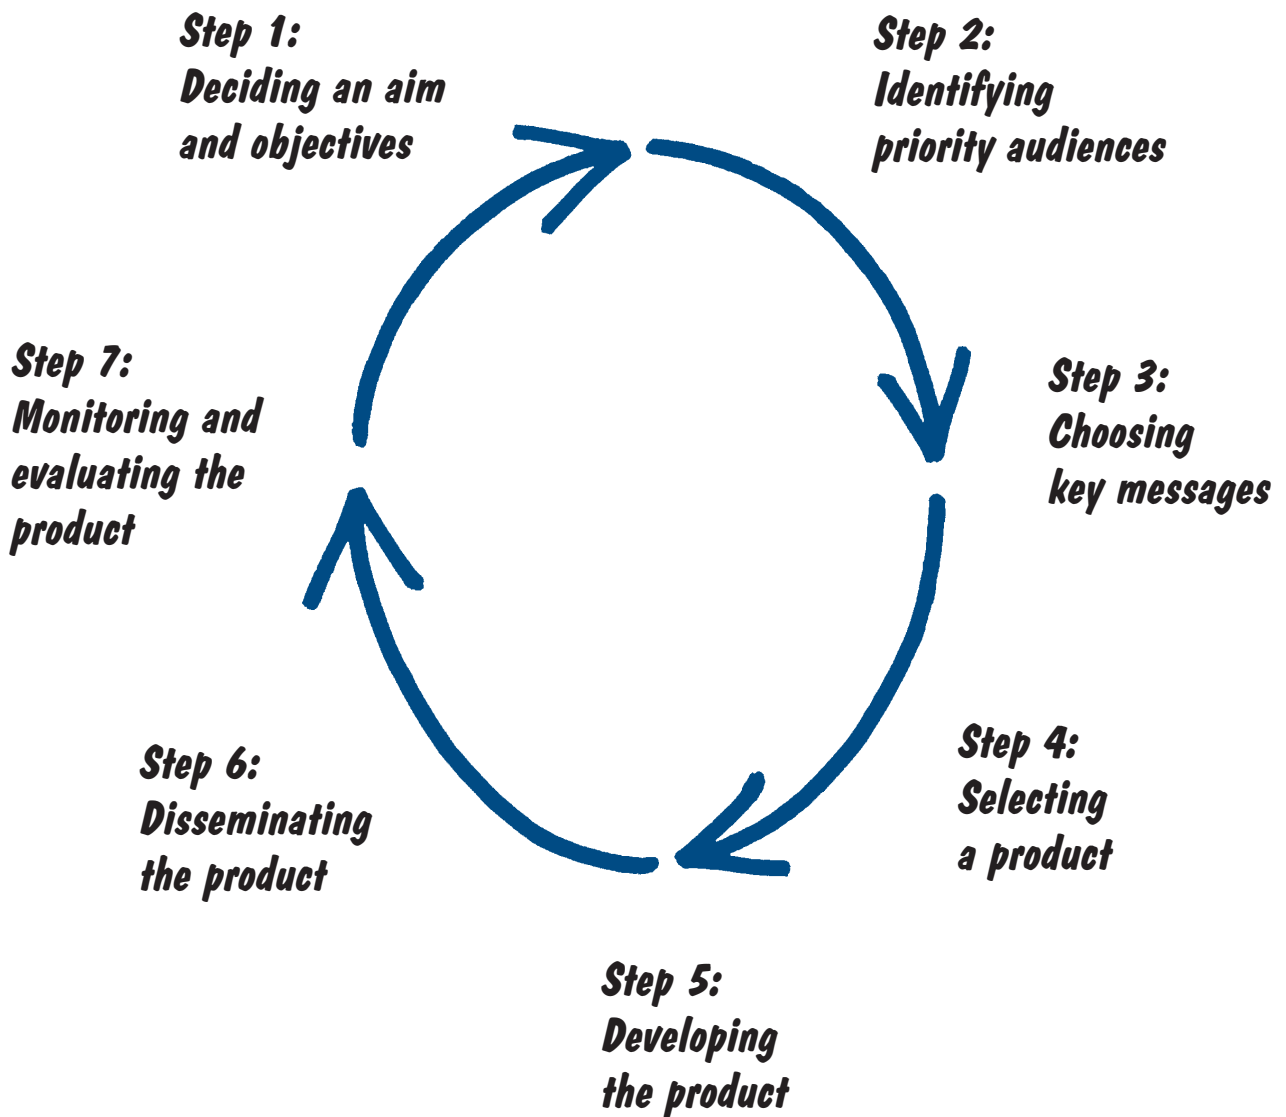 Step 1:
Deciding an aim
and objectives
Step 2:
Identifying
priority audiences
Step 3:
Choosing
key messages
Step 4:
Selecting
a product
Step 5:
Developing
the product
Step 6:
Disseminating
the product
Step 7:
Monitoring and
evaluating the
product